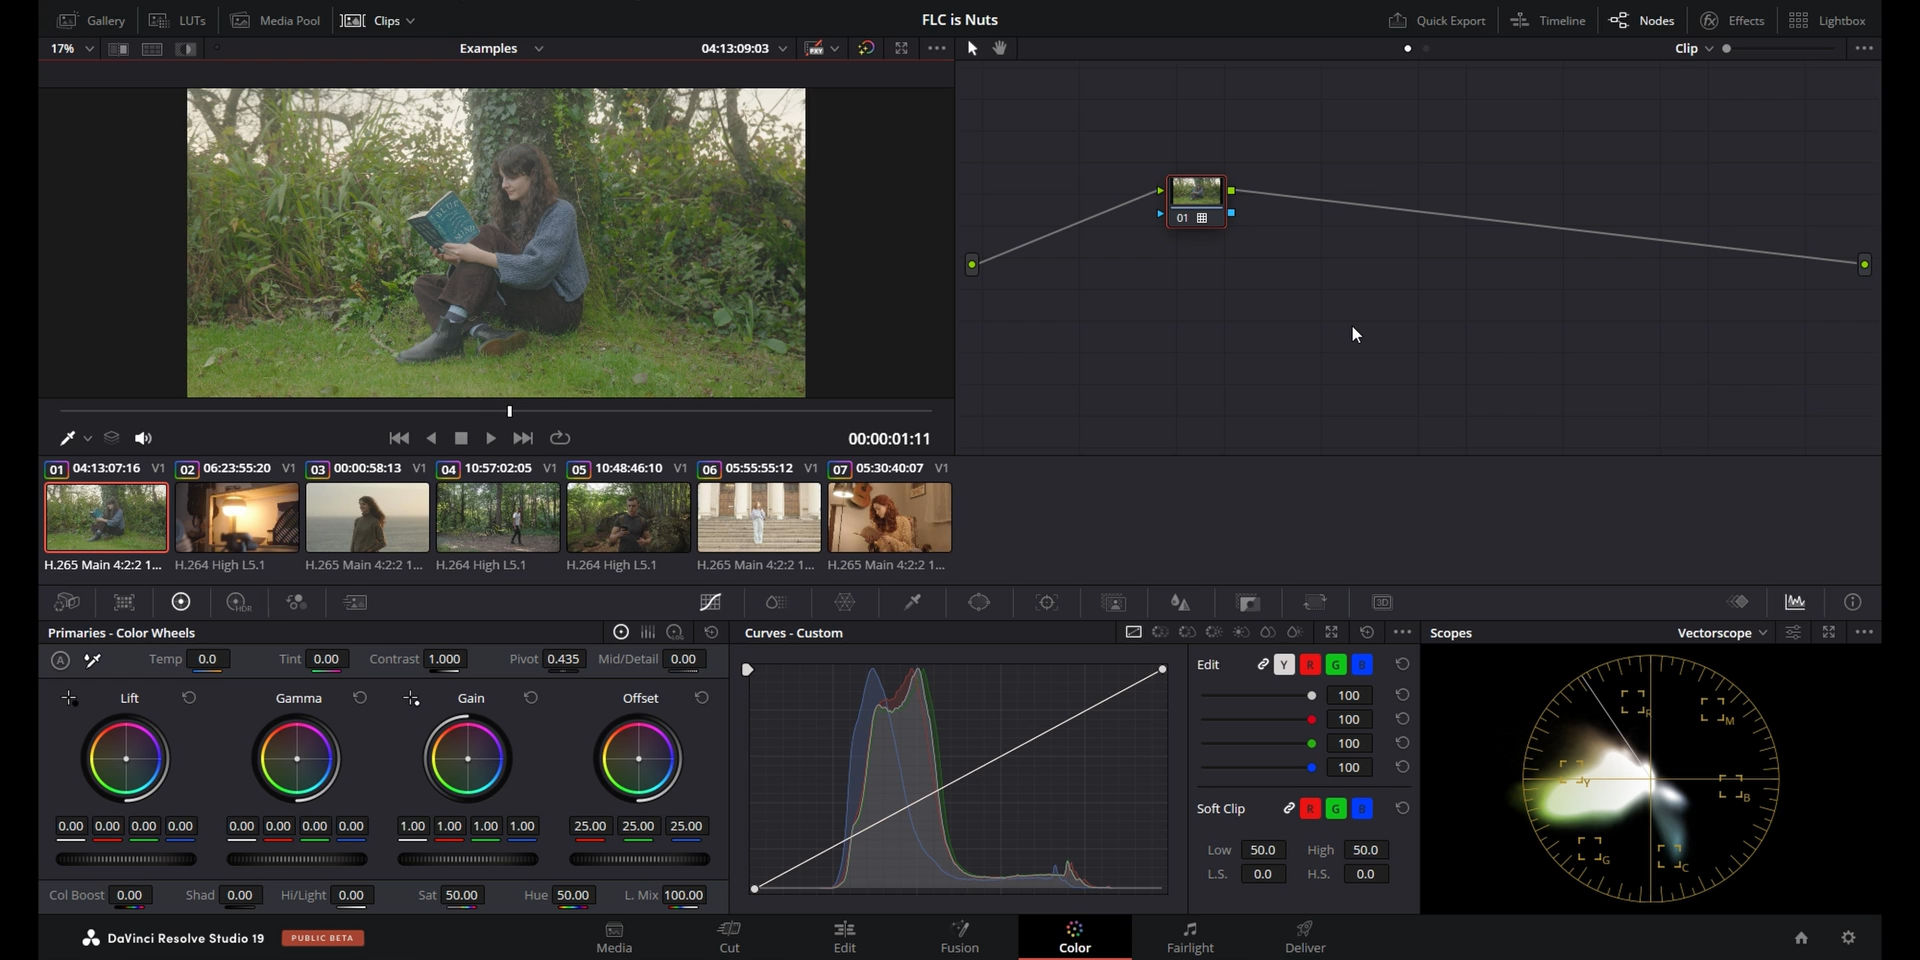 Gallery
LUTs
Media Pool
Clips
FLC is Nuts
Quick Export
Timeline
Nodes
Effects
Lightbox
17%
Examples
04:13:09:03
Clip
00:00:01:11
01 04:13:07:16 V1
02 06:23:55:20 V1
03 00:00:58:13 V1
04 10:57:02:05 V1
05 10:48:46:10 V1
06 05:55:55:12 V1
07 05:30:40:07 V1
01
H.265 Main 4:2:2 1...
H.264 High L5.1
H.265 Main 4:2:2 1...
H.264 High L5.1
H.264 High L5.1
H.265 Main 4:2:2 1...
H.265 Main 4:2:2 1...
HDR
3D
Primaries - Color Wheels
Curves - Custom
Scopes
Vectorscope
A
Temp 0.0
Tint 0.00
Contrast 1.000
Pivot 0.435
Mid/Detail 0.00
Lift
Gamma
Gain
Offset
0.00 0.00 0.00 0.00
0.00 0.00 0.00 0.00
1.00 1.00 1.00 1.00
25.00 25.00 25.00
Col Boost 0.00
Shad 0.00
Hi/Light 0.00
Sat 50.00
Hue 50.00
L. Mix 100.00
Edit Y R G B
100
100
100
100
Soft Clip R G B
Low 50.0 High 50.0
L.S. 0.0 H.S. 0.0
R
M
Y
B
G
C
DaVinci Resolve Studio 19
PUBLIC BETA
Media
Cut
Edit
Fusion
Color
Fairlight
Deliver